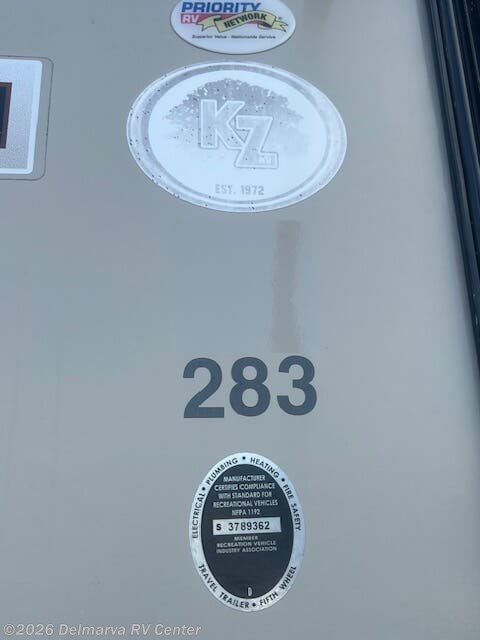 PRIORITY
RV NETWORK
Superior Value - Nationwide Service
KZ RV
EST. 1972
283
ELECTRICAL • PLUMBING • HEATING • FIRE SAFETY
MANUFACTURER
CERTIFIES COMPLIANCE
WITH STANDARD FOR
RECREATIONAL VEHICLES
NFPA 1192
S 3789362
MEMBER
RECREATION VEHICLE
INDUSTRY ASSOCIATION
D
TRAVEL TRAILER • FIFTH WHEEL
©2026 Delmarva RV Center